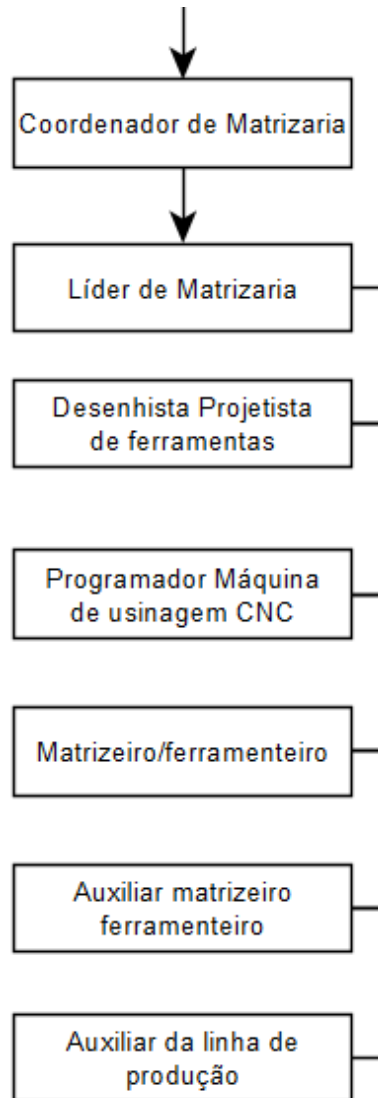 Coordenador de Matrizaria
Líder de Matrizaria
Desenhista Projetista
de ferramentas
Programador Máquina
de usinagem CNC
Matrizeiro/ferramenteiro
Auxiliar matrizeiro
ferramenteiro
Auxiliar da linha de
produção